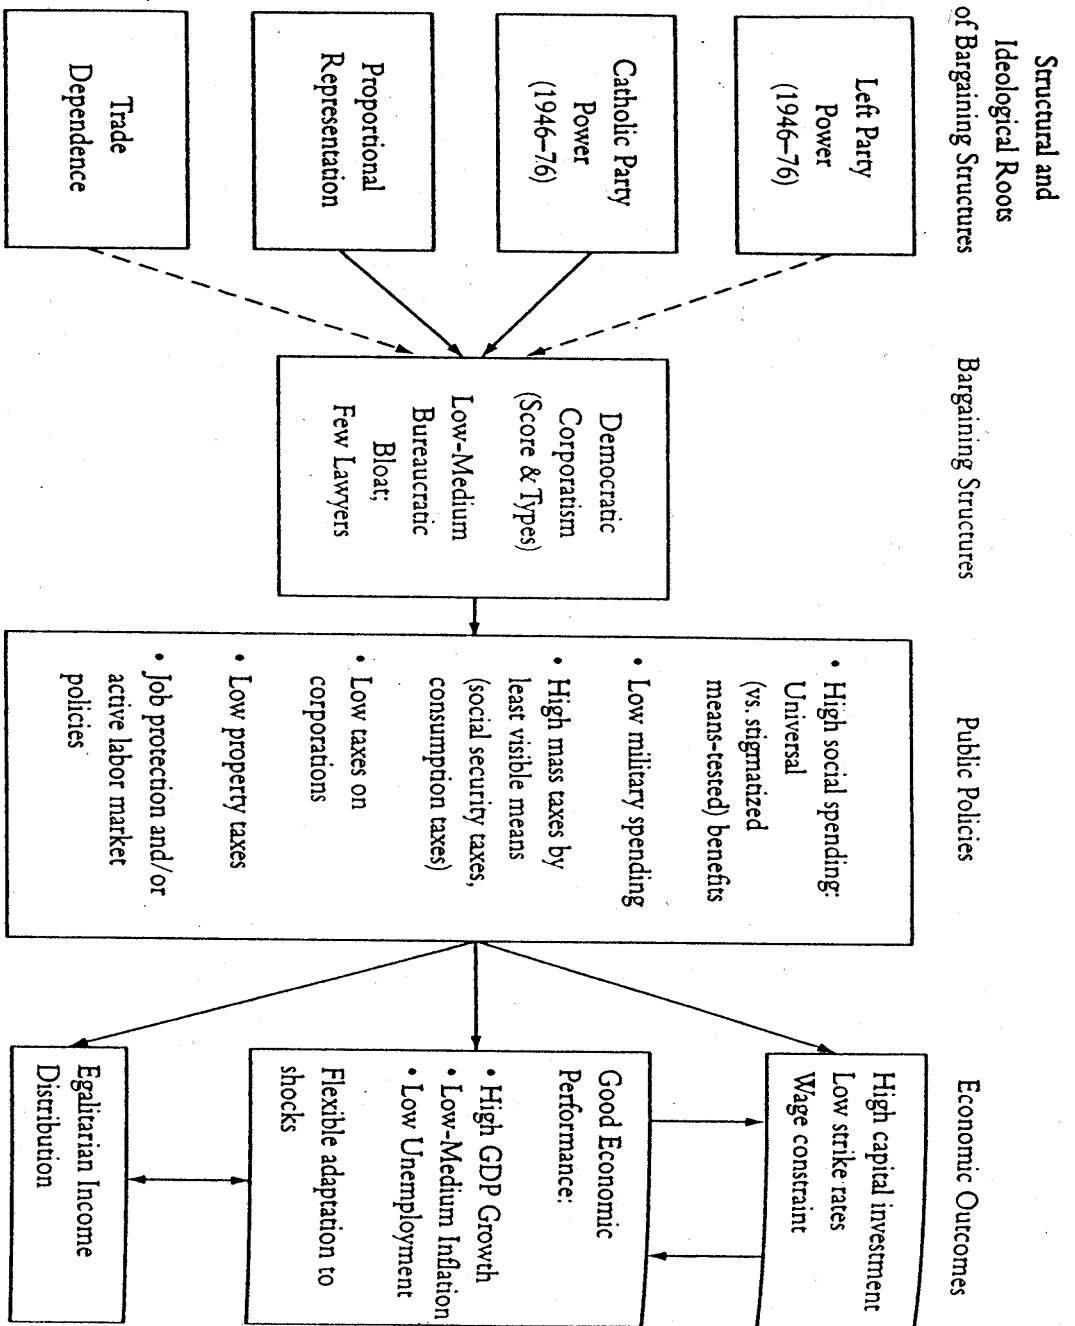 Structural and
Ideological Roots
of Bargaining Structures
Bargaining Structures
Public Policies
Economic Outcomes
Left Party
Power
(1946–76)
Catholic Party
Power
(1946–76)
Proportional
Representation
Trade
Dependence
Democratic
Corporatism
(Score & Types)
Low-Medium
Bureaucratic
Bloat;
Few Lawyers
• High social spending:
Universal
(vs. stigmatized
means-tested) benefits
• Low military spending
• High mass taxes by
least visible means
(social security taxes,
consumption taxes)
• Low taxes on
corporations
• Low property taxes
• Job protection and/or
active labor market
policies
High capital investment
Low strike rates
Wage constraint
Good Economic
Performance:
• High GDP Growth
• Low-Medium Inflation
• Low Unemployment
Flexible adaptation to
shocks
Egalitarian Income
Distribution